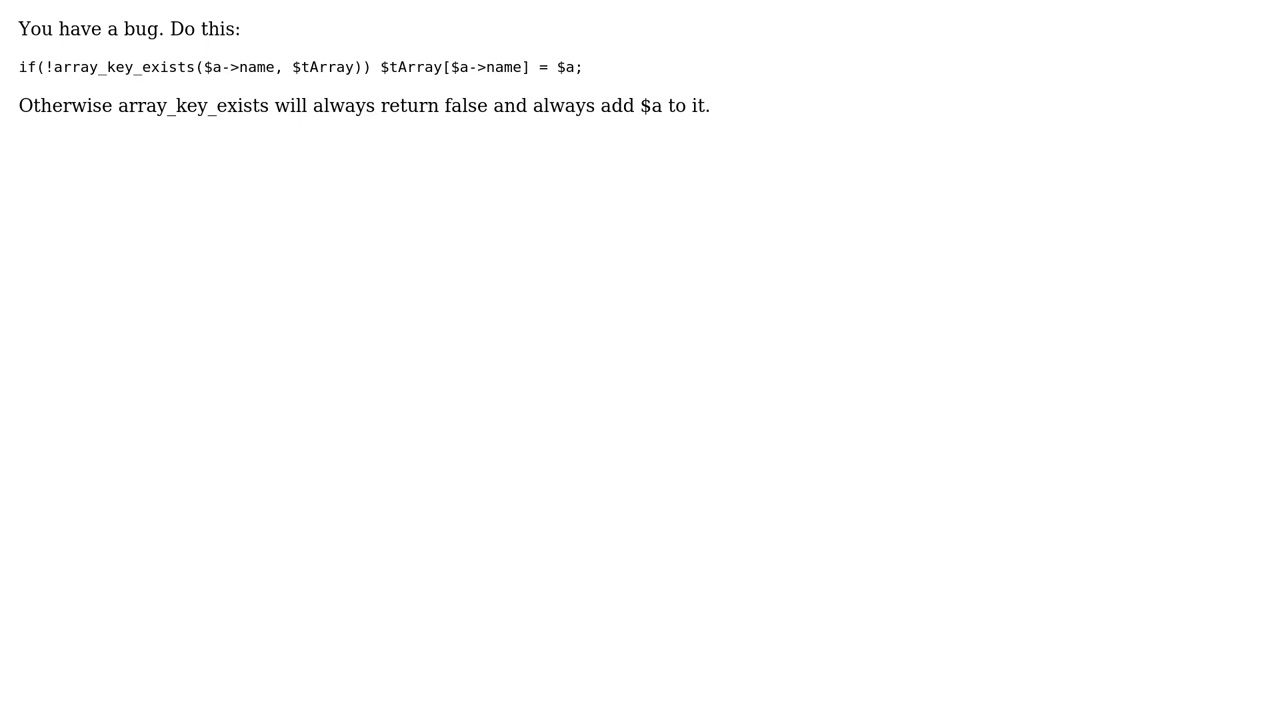 You have a bug. Do this:
if(!array_key_exists($a->name, $tArray)) $tArray[$a->name] = $a;
Otherwise array_key_exists will always return false and always add $a to it.